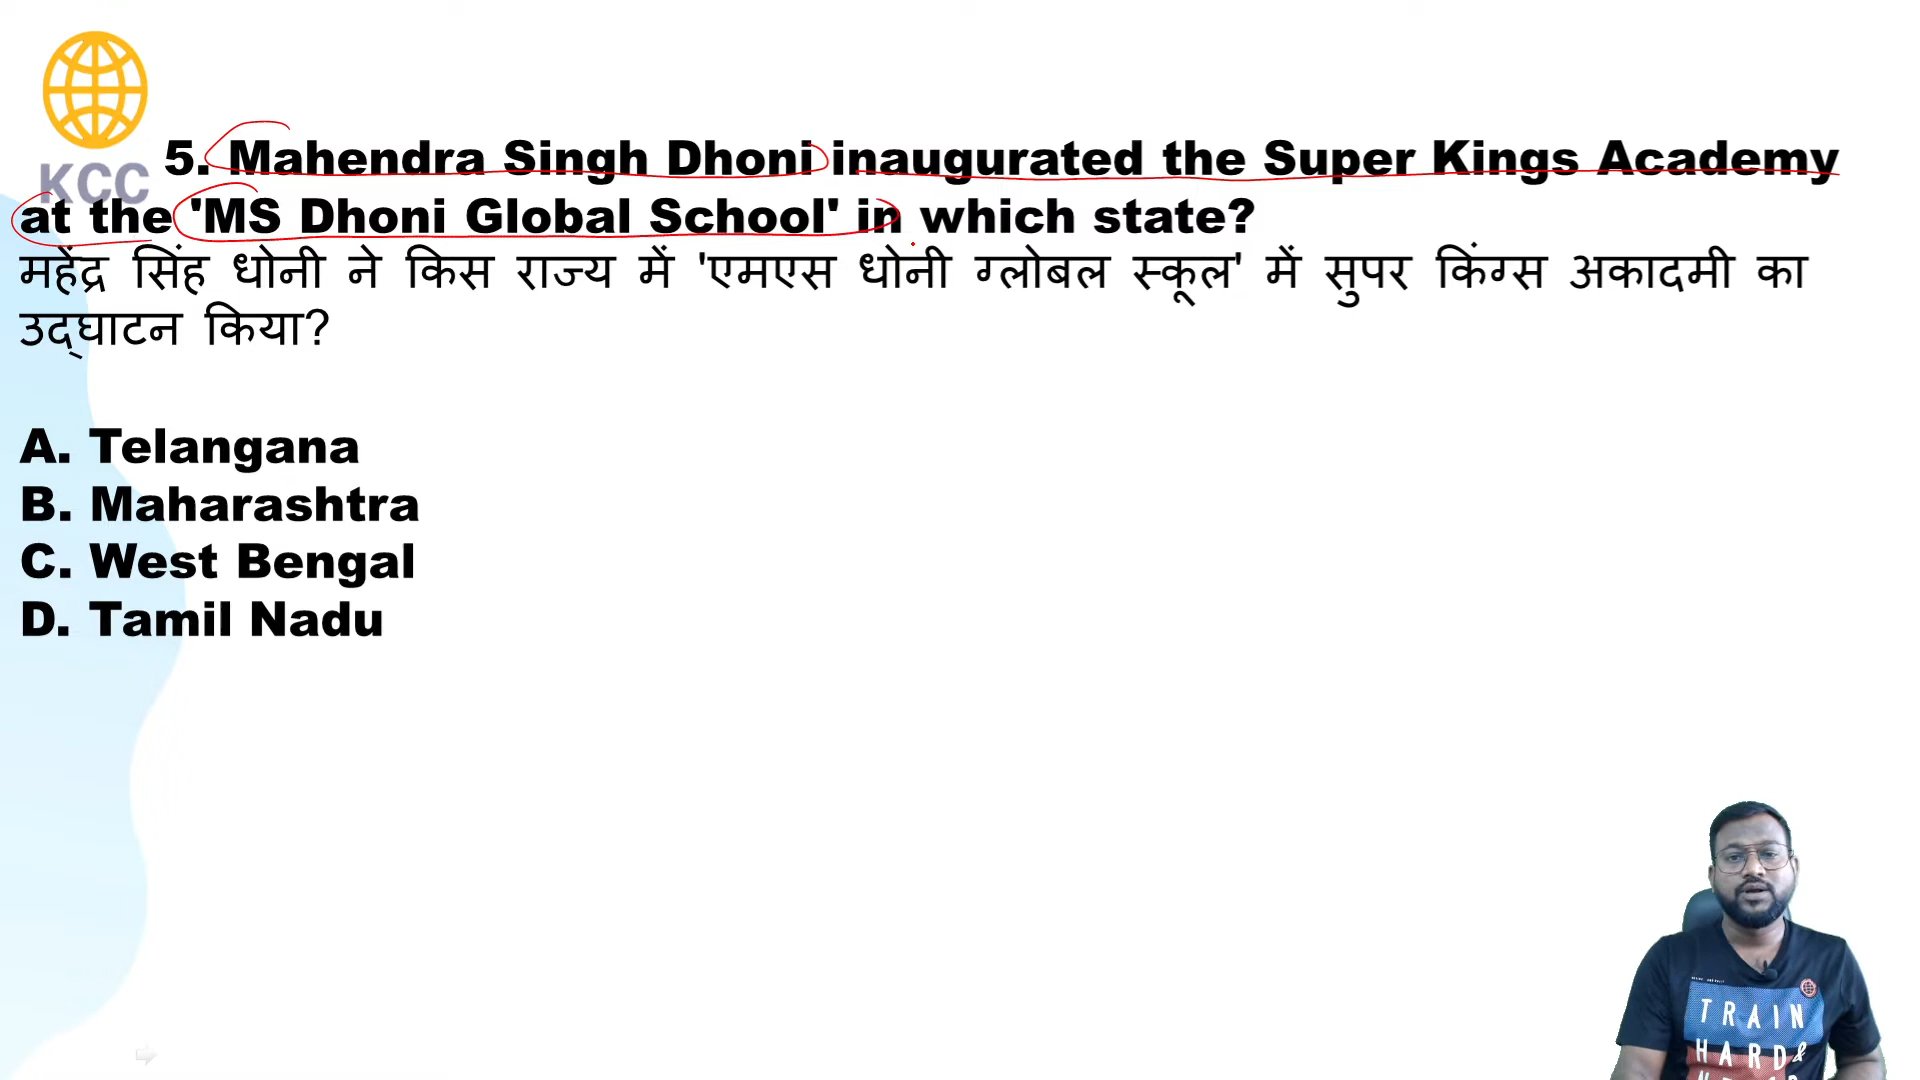 KCC
5. Mahendra Singh Dhoni inaugurated the Super Kings Academy
at the 'MS Dhoni Global School' in which state?
महेंद्र सिंह धोनी ने किस राज्य में 'एमएस धोनी ग्लोबल स्कूल' में सुपर किंग्स अकादमी का
उद्घाटन किया?
A. Telangana
B. Maharashtra
C. West Bengal
D. Tamil Nadu
TRAIN
HARD&